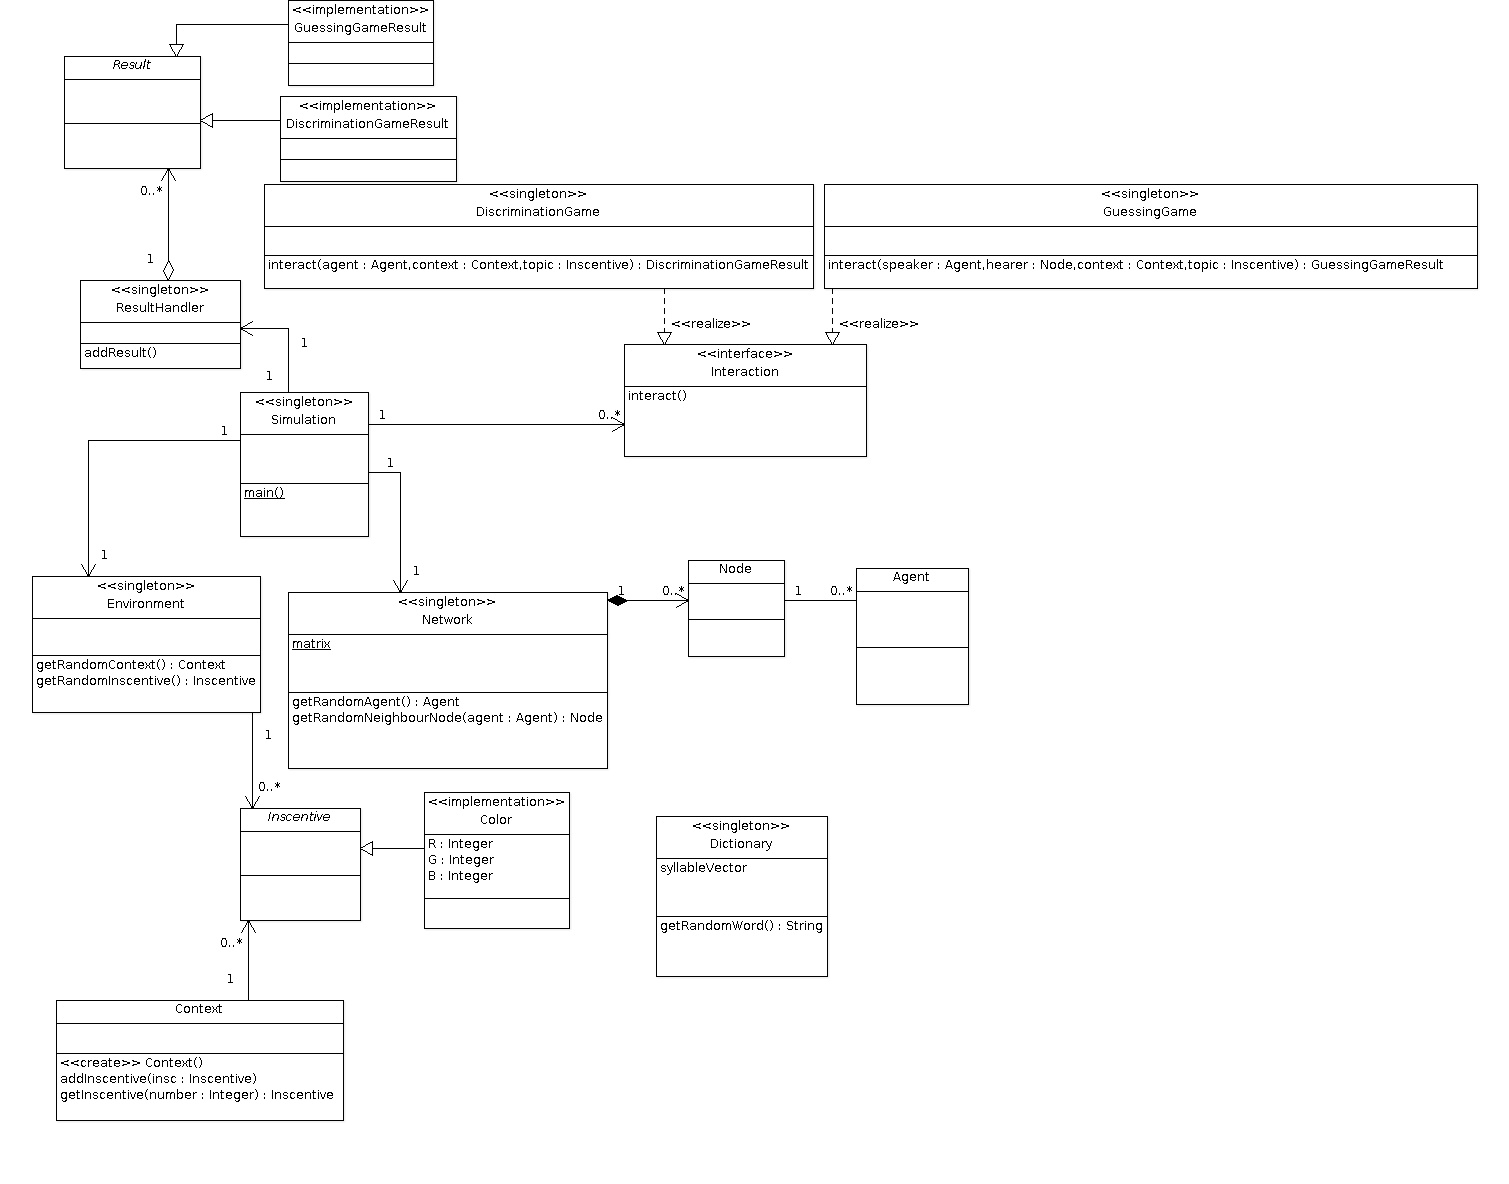 <<implementation>>
GuessingGameResult
Result
<<implementation>>
DiscriminationGameResult
0..*
1
<<singleton>>
DiscriminationGame
interact(agent : Agent,context : Context,topic : Inscentive) : DiscriminationGameResult
<<singleton>>
GuessingGame
interact(speaker : Agent,hearer : Node,context : Context,topic : Inscentive) : GuessingGameResult
<<realize>>
<<realize>>
<<singleton>>
ResultHandler
addResult()
1
1
<<interface>>
Interaction
interact()
<<singleton>>
Simulation
main()
1
0..*
1
1
1
1
<<singleton>>
Environment
getRandomContext() : Context
getRandomInscentive() : Inscentive
<<singleton>>
Network
matrix
getRandomAgent() : Agent
getRandomNeighbourNode(agent : Agent) : Node
1
0..*
Node
1
0..*
Agent
1
0..*
Inscentive
<<implementation>>
Color
R : Integer
G : Integer
B : Integer
<<singleton>>
Dictionary
syllableVector
getRandomWord() : String
0..*
1
Context
<<create>> Context()
addInscentive(insc : Inscentive)
getInscentive(number : Integer) : Inscentive